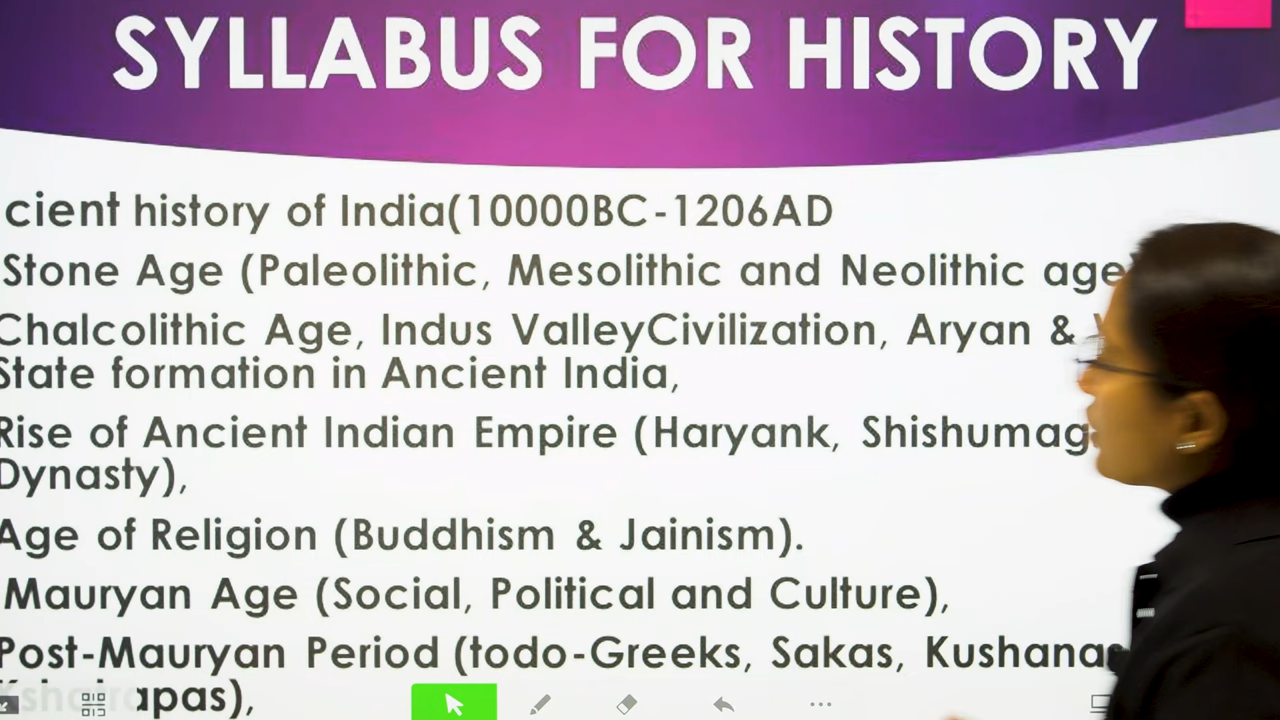 SYLLABUS FOR HISTORY
cient history of India(10000BC-1206AD
Stone Age (Paleolithic, Mesolithic and Neolithic age
Chalcolithic Age, Indus ValleyCivilization, Aryan &
State formation in Ancient India,
Rise of Ancient Indian Empire (Haryank, Shishumag
Dynasty),
Age of Religion (Buddhism & Jainism).
Mauryan Age (Social, Political and Culture),
Post-Mauryan Period (todo-Greeks, Sakas, Kushanas
apas),